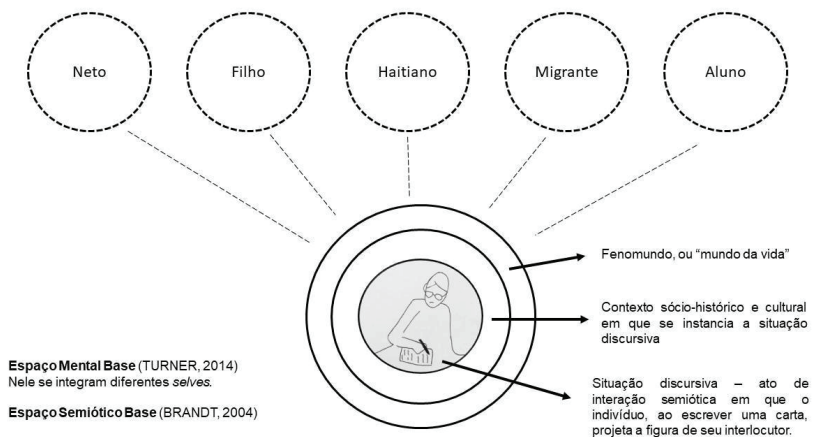 Neto
Filho
Haitiano
Migrante
Aluno
Fenomundo, ou “mundo da vida”
Contexto sócio-histórico e cultural
em que se instancia a situação
discursiva
Situação discursiva – ato de
interação semiótica em que o
indivíduo, ao escrever uma carta,
projeta a figura de seu interlocutor.
Espaço Mental Base (TURNER, 2014)
Nele se integram diferentes selves.
Espaço Semiótico Base (BRANDT, 2004)